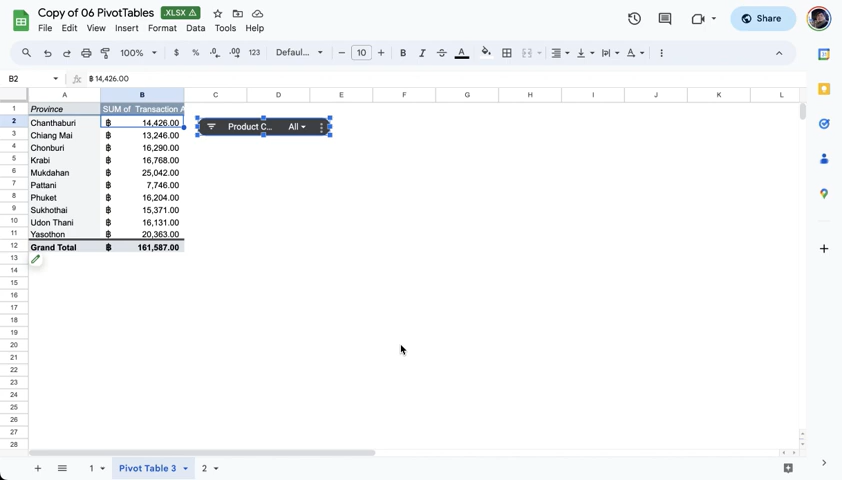 Copy of 06 PivotTables .XLSX
File Edit View Insert Format Data Tools Help
Share
100% $ % .0 .00 123 Defaul... 10 B I A
B2 fx ฿ 14,426.00
A B C D E F G H I J K L
1 Province SUM of Transaction A
2 Chanthaburi ฿ 14,426.00
Product C... All
3 Chiang Mai ฿ 13,246.00
4 Chonburi ฿ 16,290.00
5 Krabi ฿ 16,768.00
6 Mukdahan ฿ 25,042.00
7 Pattani ฿ 7,746.00
8 Phuket ฿ 16,204.00
9 Sukhothai ฿ 15,371.00
10 Udon Thani ฿ 16,131.00
11 Yasothon ฿ 20,363.00
12 Grand Total ฿ 161,587.00
13
14
15
16
17
18
19
20
21
22
23
24
25
26
27
28
1 Pivot Table 3 2